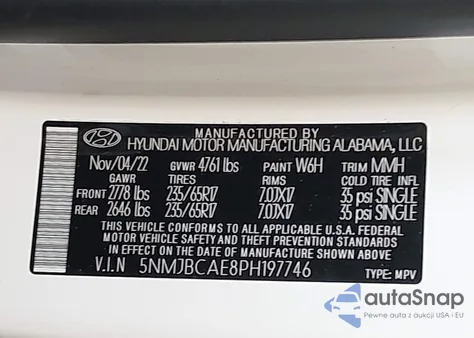 MANUFACTURED BY
HYUNDAI MOTOR MANUFACTURING ALABAMA, LLC
Nov/04/22 GVWR 4761 lbs PAINT W6H TRIM MMH
GAWR TIRES RIMS COLD TIRE INFL PRES
FRONT 2778 lbs 235/65R17 7.0JX17 35 psi SINGLE
REAR 2646 lbs 235/65R17 7.0JX17 35 psi SINGLE
THIS VEHICLE CONFORMS TO ALL APPLICABLE U.S.A. FEDERAL
MOTOR VEHICLE SAFETY, BUMPER, AND THEFT PREVENTION STANDARDS
IN EFFECT ON THE DATE OF MANUFACTURE SHOWN ABOVE.
V.I.N 5NMJBCAE8PH197746 TYPE: MPV
autoSnap
Pewne auta z USA i EU